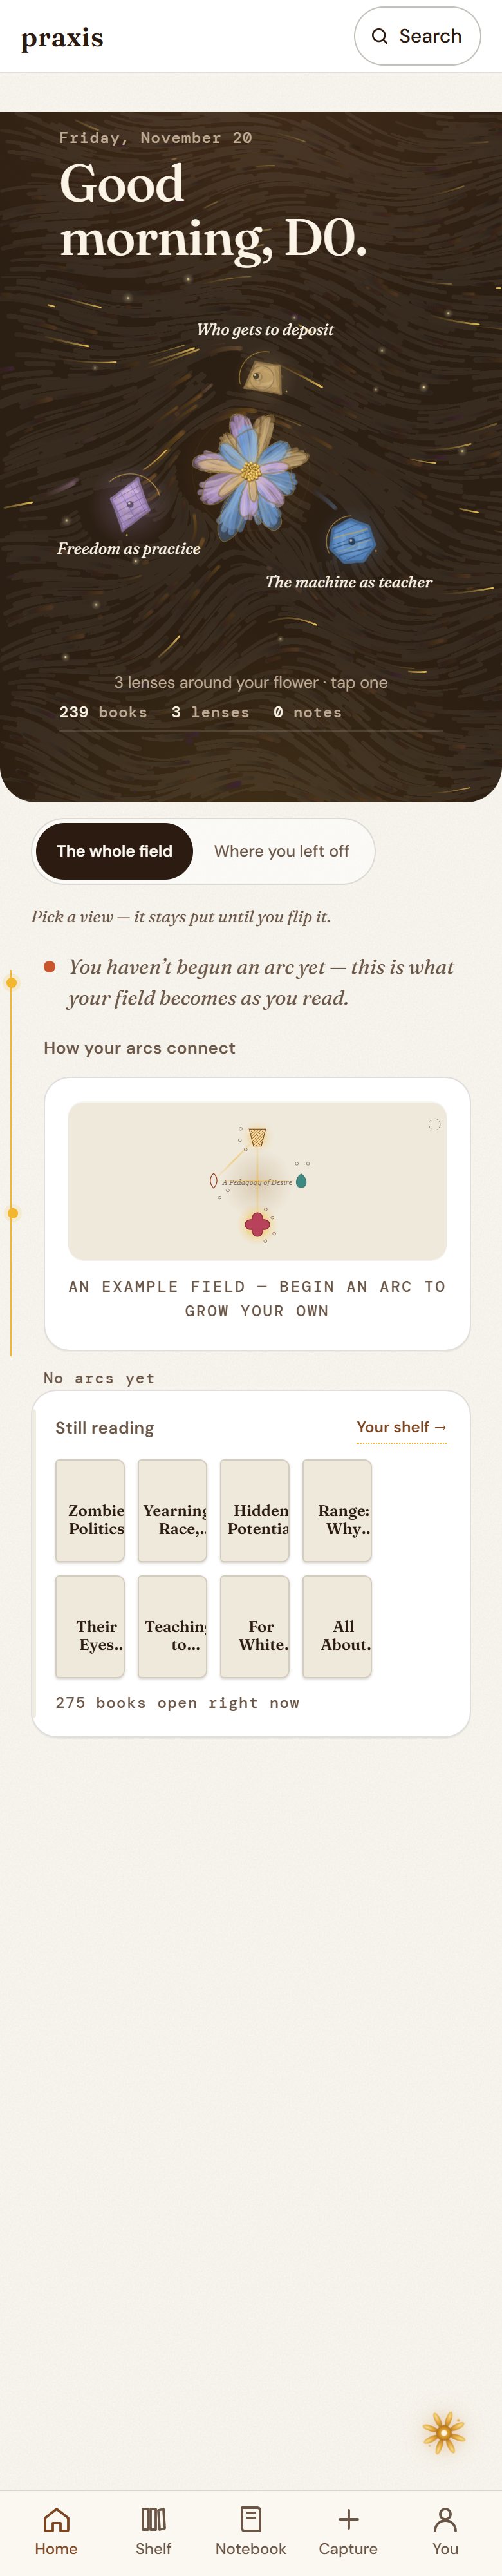 praxis
Search
Friday, November 20
Good
morning, D0.
Who gets to deposit
Freedom as practice
The machine as teacher
3 lenses around your flower · tap one
239 books 3 lenses 0 notes
The whole field
Where you left off
Pick a view — it stays put until you flip it.
You haven’t begun an arc yet — this is what
your field becomes as you read.
How your arcs connect
A Pedagogy of Desire
AN EXAMPLE FIELD — BEGIN AN ARC TO
GROW YOUR OWN
No arcs yet
Still reading
Your shelf →
Zombie
Politics
Yearning
Race,..
Hidden
Potentia
Range:
Why..
Their
Eyes..
Teaching
to...
For
White.
All
About.
275 books open right now
Home
Shelf
Notebook
Capture
You